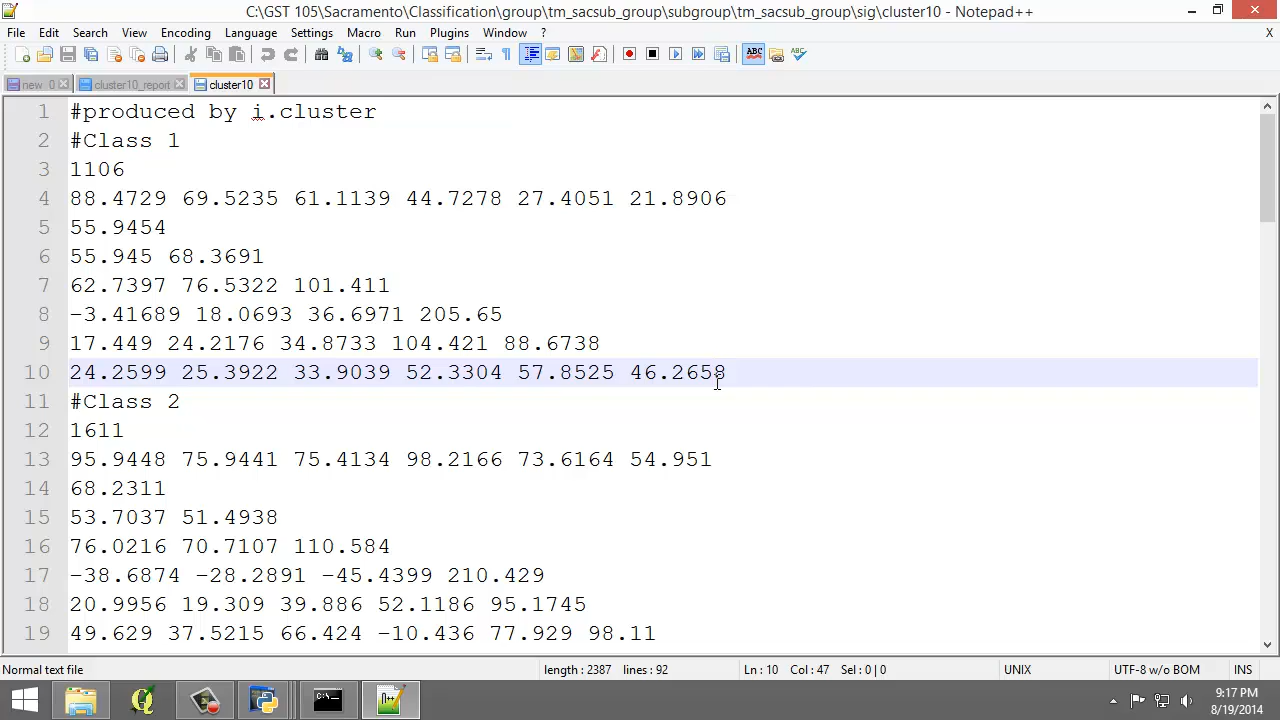 C:\GST 105\Sacramento\Classification\group\tm_sacsub_group\subgroup\tm_sacsub_group\sig\cluster10 - Notepad++
File Edit Search View Encoding Language Settings Macro Run Plugins Window ? X
new 0 cluster10_report cluster10
1 #produced by i.cluster
2 #Class 1
3 1106
4 88.4729 69.5235 61.1139 44.7278 27.4051 21.8906
5 55.9454
6 55.945 68.3691
7 62.7397 76.5322 101.411
8 -3.41689 18.0693 36.6971 205.65
9 17.449 24.2176 34.8733 104.421 88.6738
10 24.2599 25.3922 33.9039 52.3304 57.8525 46.2658
11 #Class 2
12 1611
13 95.9448 75.9441 75.4134 98.2166 73.6164 54.951
14 68.2311
15 53.7037 51.4938
16 76.0216 70.7107 110.584
17 -38.6874 -28.2891 -45.4399 210.429
18 20.9956 19.309 39.886 52.1186 95.1745
19 49.629 37.5215 66.424 -10.436 77.929 98.11
Normal text file length : 2387 lines : 92 Ln : 10 Col : 47 Sel : 0 | 0 UNIX UTF-8 w/o BOM INS
9:17 PM
8/19/2014